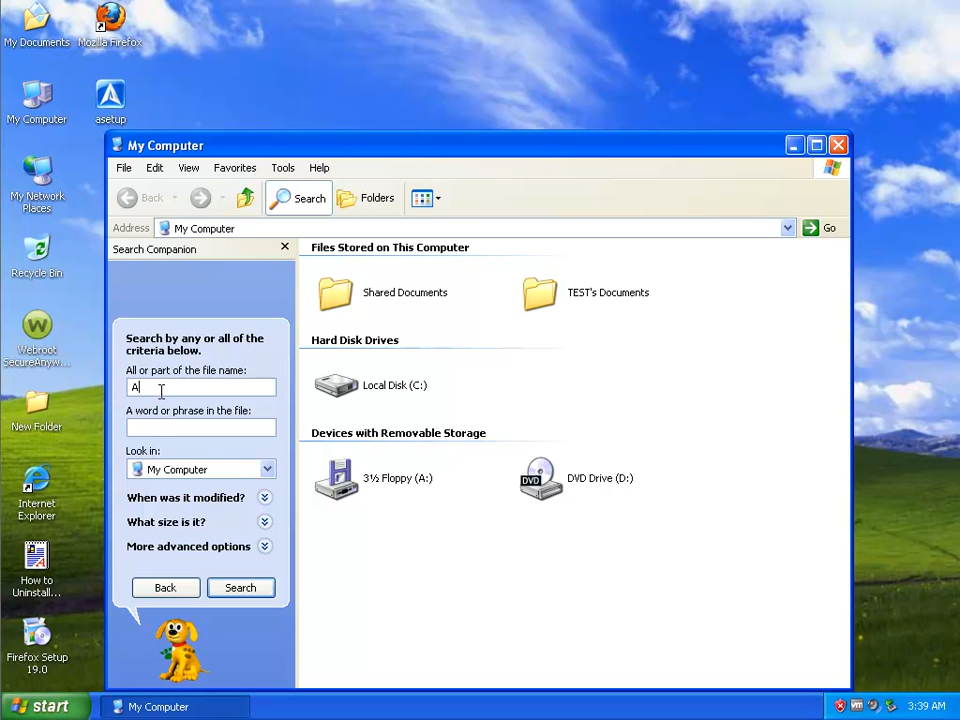 My Documents
Mozilla Firefox
My Computer
asetup
My Network
Places
Recycle Bin
W
Webroot
SecureAnyw...
New Folder
Internet
Explorer
How to
Uninstall...
Firefox Setup
19.0
My Computer
File Edit View Favorites Tools Help
Back Search Folders
Address My Computer Go
Search Companion
Search by any or all of the
criteria below.
All or part of the file name:
A
A word or phrase in the file:
Look in:
My Computer
When was it modified?
What size is it?
More advanced options
Back Search
Files Stored on This Computer
Shared Documents TEST's Documents
Hard Disk Drives
Local Disk (C:)
Devices with Removable Storage
3½ Floppy (A:) DVD DVD Drive (D:)
start My Computer vm 3:39 AM